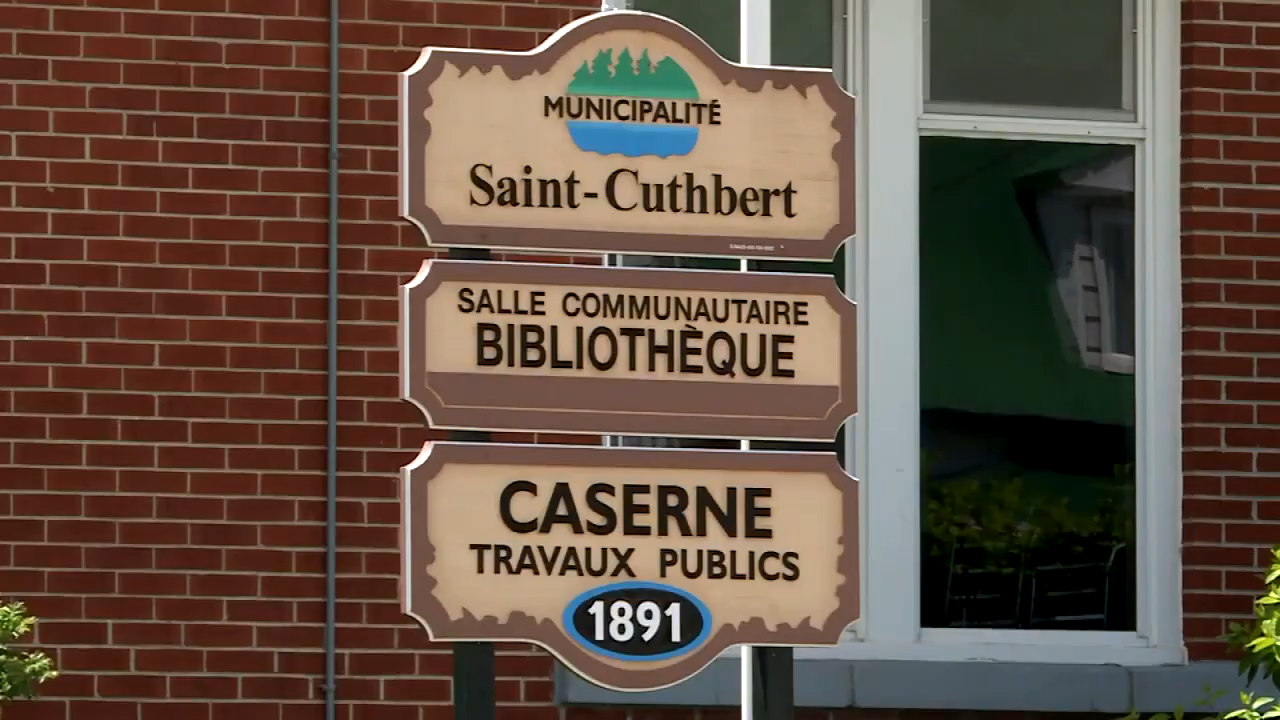 MUNICIPALITÉ
Saint-Cuthbert
SALLE COMMUNAUTAIRE
BIBLIOTHÈQUE
CASERNE
TRAVAUX PUBLICS
1891